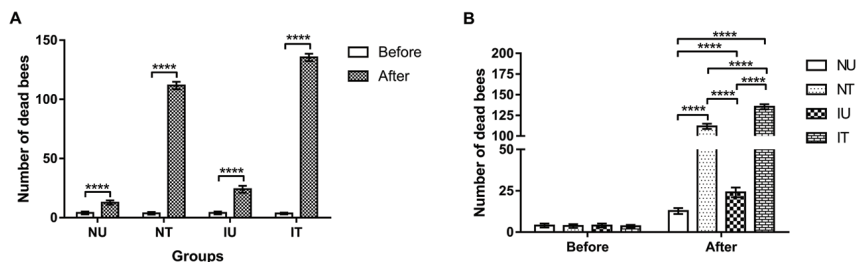 A
Number of dead bees
150
100
50
0
****
****
****
****
NU
NT
IU
IT
Groups
Before
After
B
Number of dead bees
200
175
150
125
100
50
25
0
****
****
****
****
****
****
Before
After
NU
NT
IU
IT